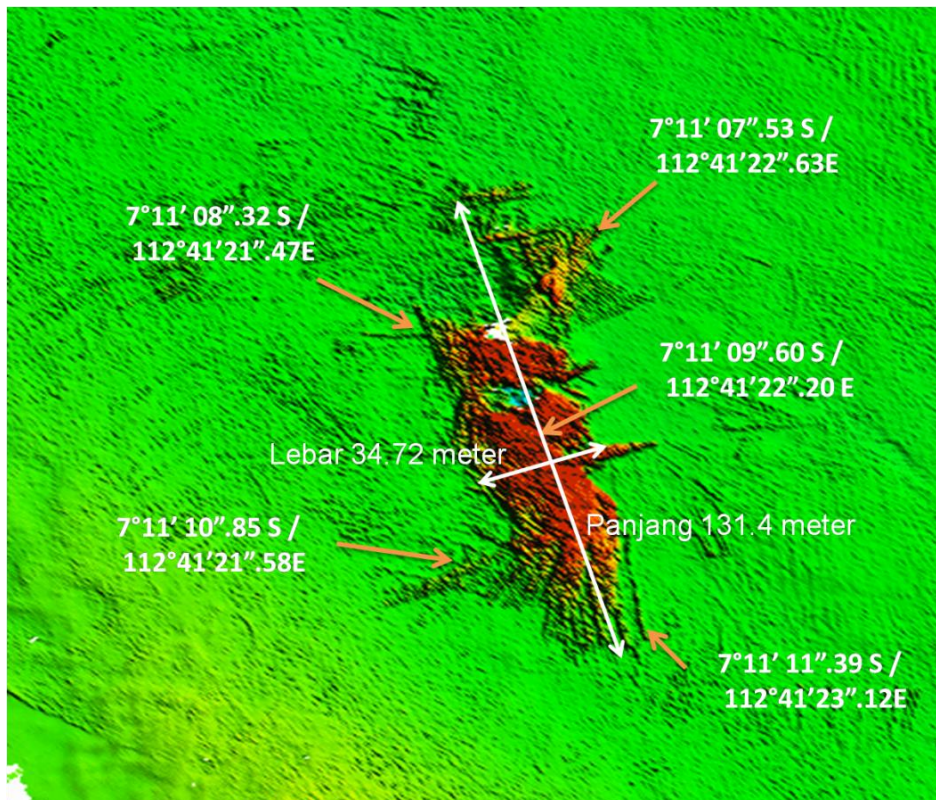 7°11’ 07”.53 S /
112°41’22”.63E
7°11’ 08”.32 S /
112°41’21”.47E
7°11’ 09”.60 S /
112°41’22”.20 E
Lebar 34.72 meter
Panjang 131.4 meter
7°11’ 10”.85 S /
112°41’21”.58E
7°11’ 11”.39 S /
112°41’23”.12E